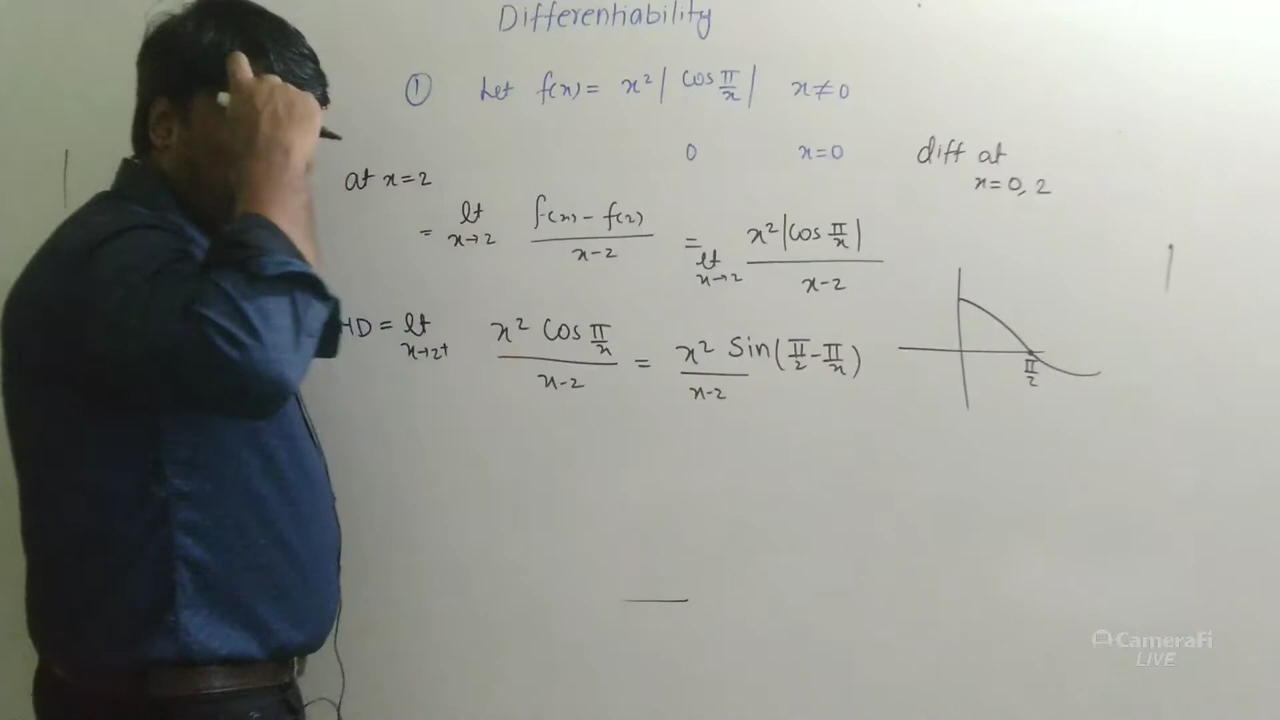 Differentiability
① Let f(x) = x² | cos π/x | x≠0
0 x=0
diff at
x=0, 2
at x=2
= lt x→2 f(x) - f(2) / x-2 = lt x→2 x²|cos π/x| / x-2
HD = lt x→2+ x² cos π/x / x-2 = x² Sin(π/2 - π/x) / x-2
π/2
CameraFi
LIVE